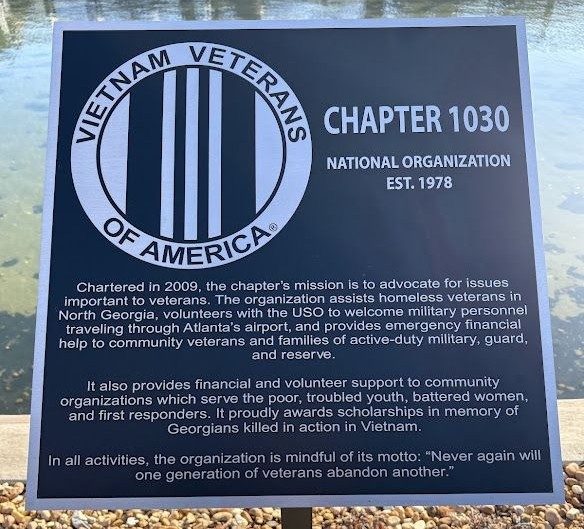 VIETNAM VETERANS
OF AMERICA®
CHAPTER 1030
NATIONAL ORGANIZATION
EST. 1978
Chartered in 2009, the chapter's mission is to advocate for issues
important to veterans. The organization assists homeless veterans in
North Georgia, volunteers with the USO to welcome military personnel
traveling through Atlanta's airport, and provides emergency financial
help to community veterans and families of active-duty military, guard,
and reserve.
It also provides financial and volunteer support to community
organizations which serve the poor, troubled youth, battered women,
and first responders. It proudly awards scholarships in memory of
Georgians killed in action in Vietnam.
In all activities, the organization is mindful of its motto: “Never again will
one generation of veterans abandon another.”